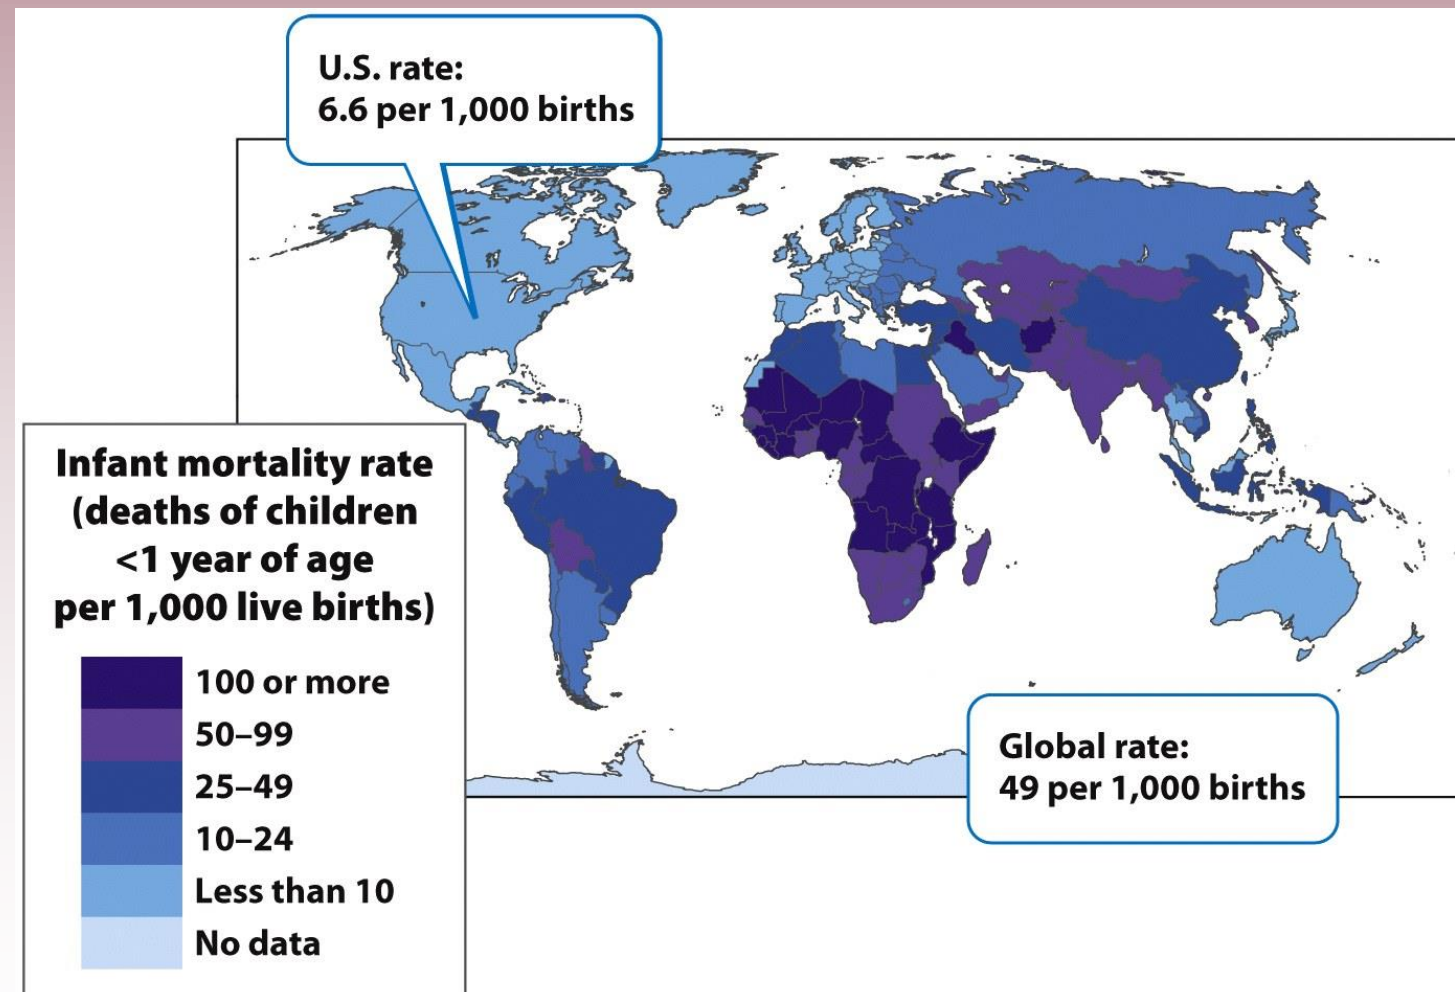 U.S. rate:
6.6 per 1,000 births
Infant mortality rate
(deaths of children
<1 year of age
per 1,000 live births)
100 or more
50–99
25–49
10–24
Less than 10
No data
Global rate:
49 per 1,000 births